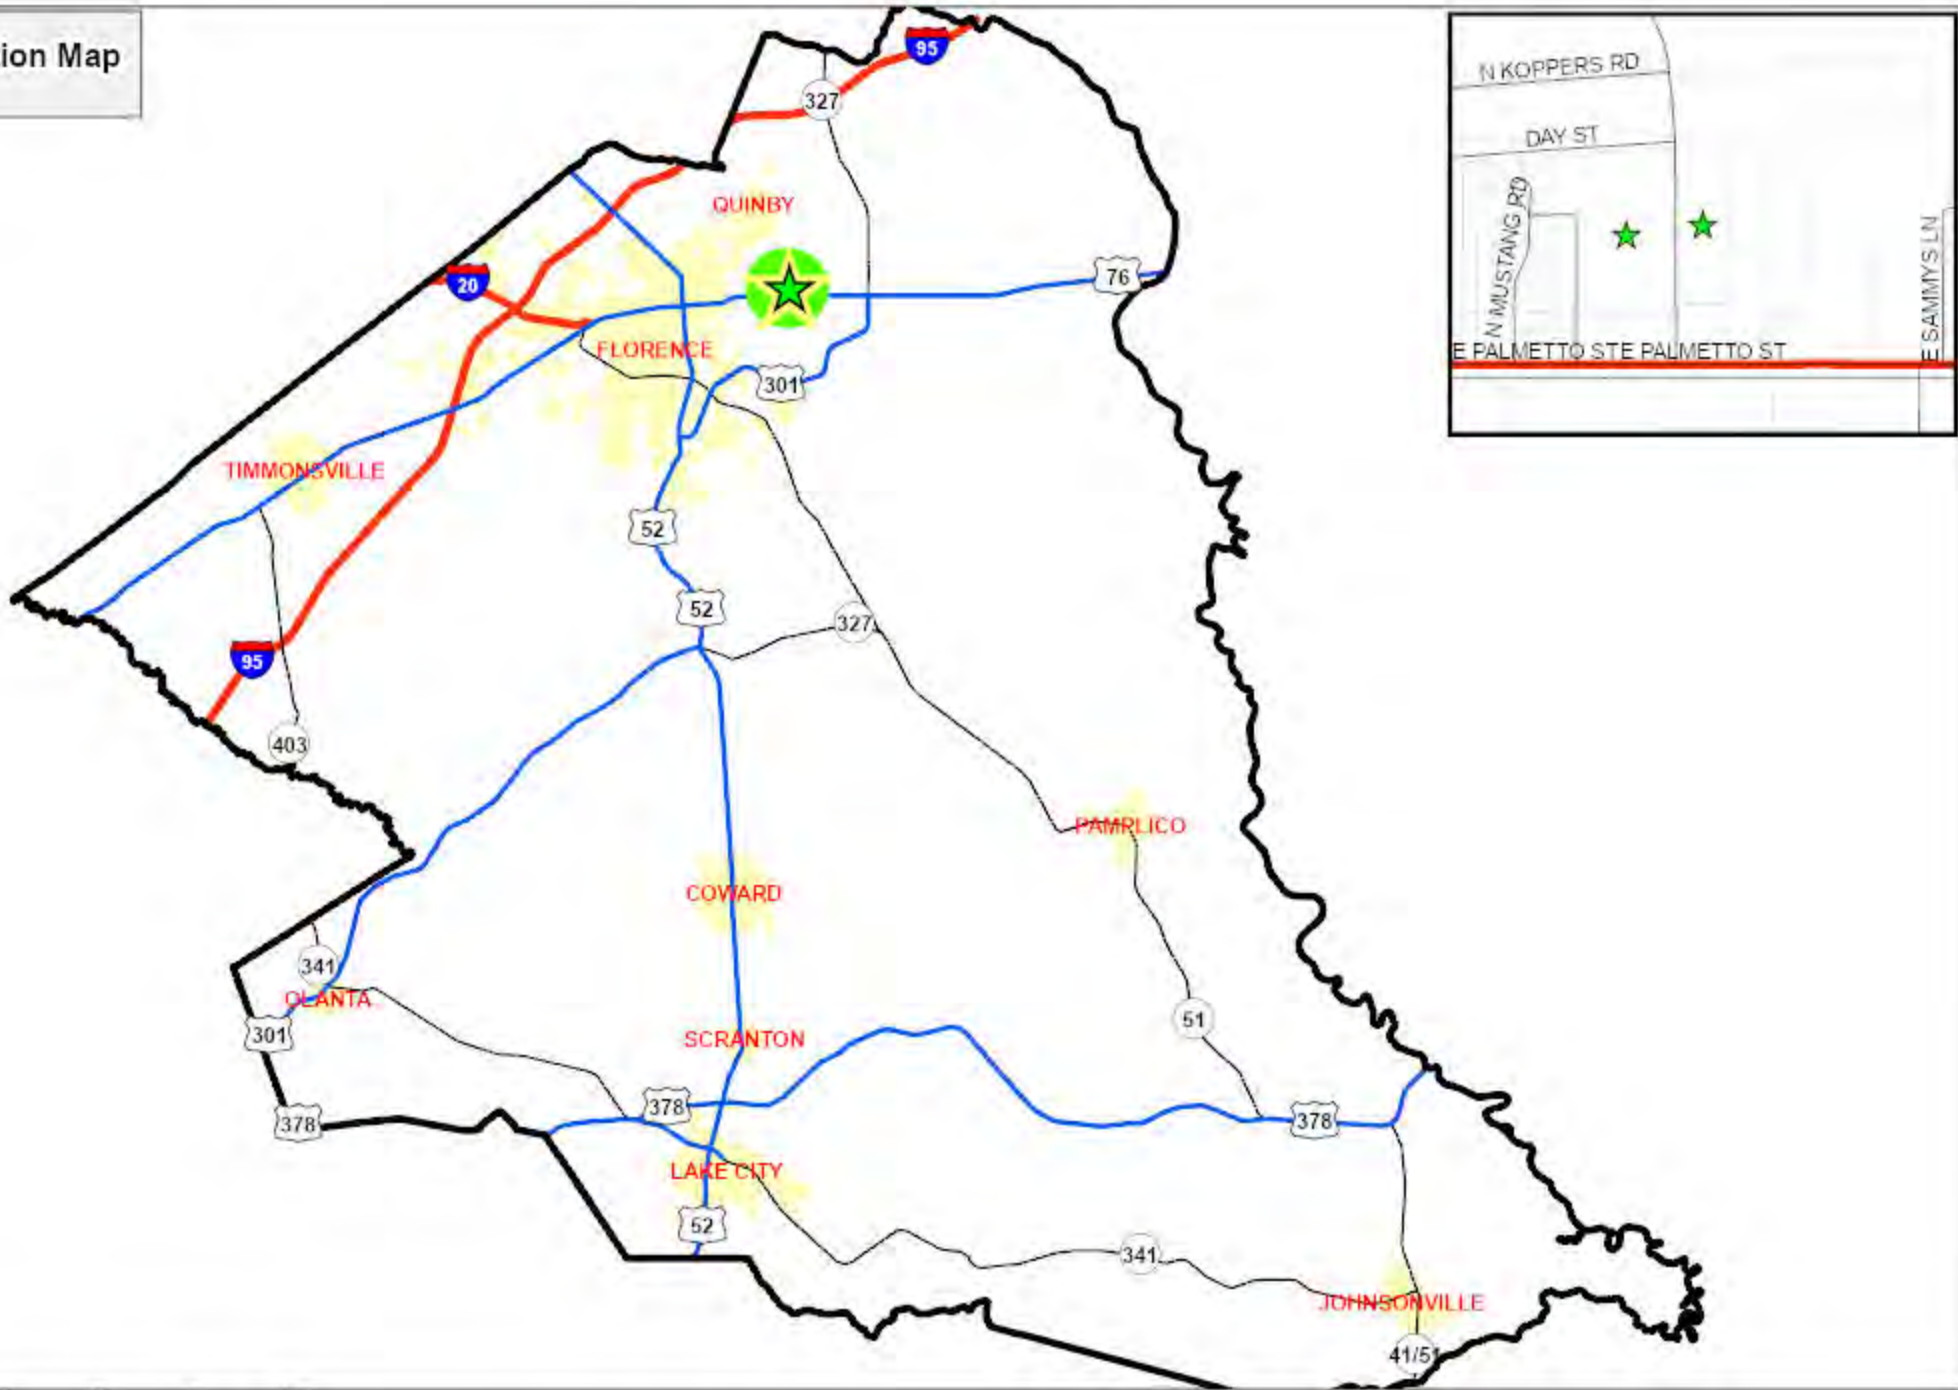 ion Map
95
327
N KOPPERS RD
DAY ST
N MUSTANG RD
E PALMETTO STE PALMETTO ST
E SAMMYS LN
QUINBY
20
76
FLORENCE
301
TIMMONSVILLE
52
52
327
95
403
PAMPLICO
COWARD
341
OLANTA
301
51
SCRANTON
378
378
378
LAKE CITY
52
341
JOHNSONVILLE
41/51